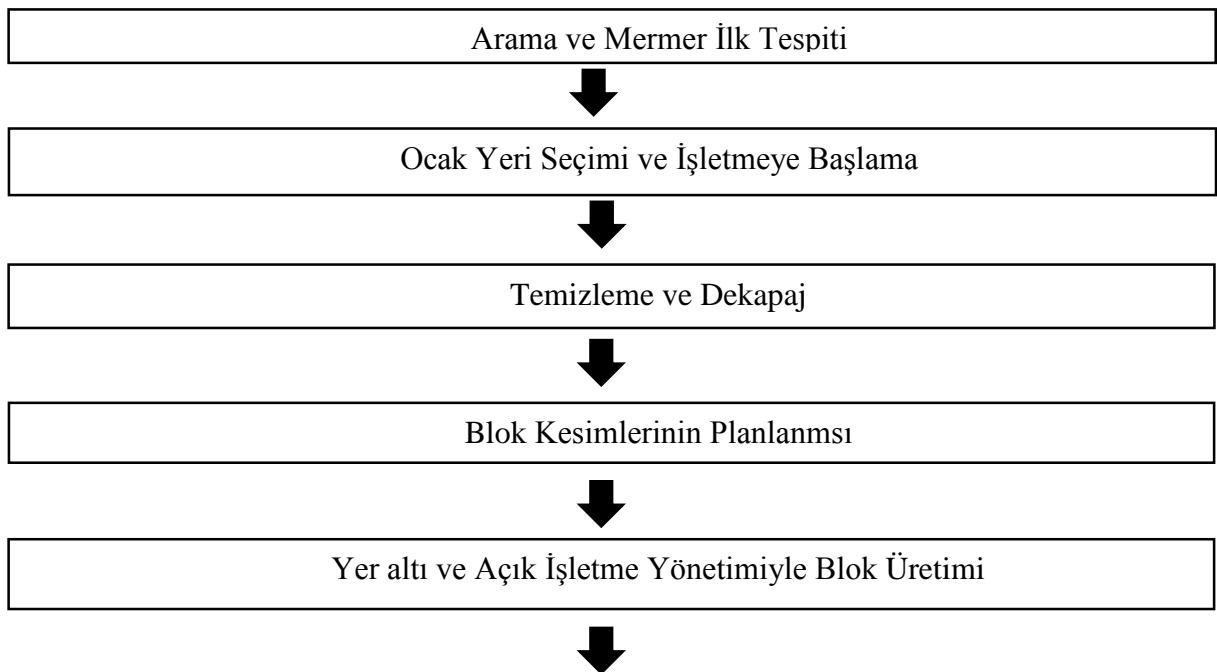 Arama ve Mermer İlk Tespiti
Ocak Yeri Seçimi ve İşletmeye Başlama
Temizleme ve Dekapaj
Blok Kesimlerinin Planlanmsı
Yer altı ve Açık İşletme Yönetimiyle Blok Üretimi